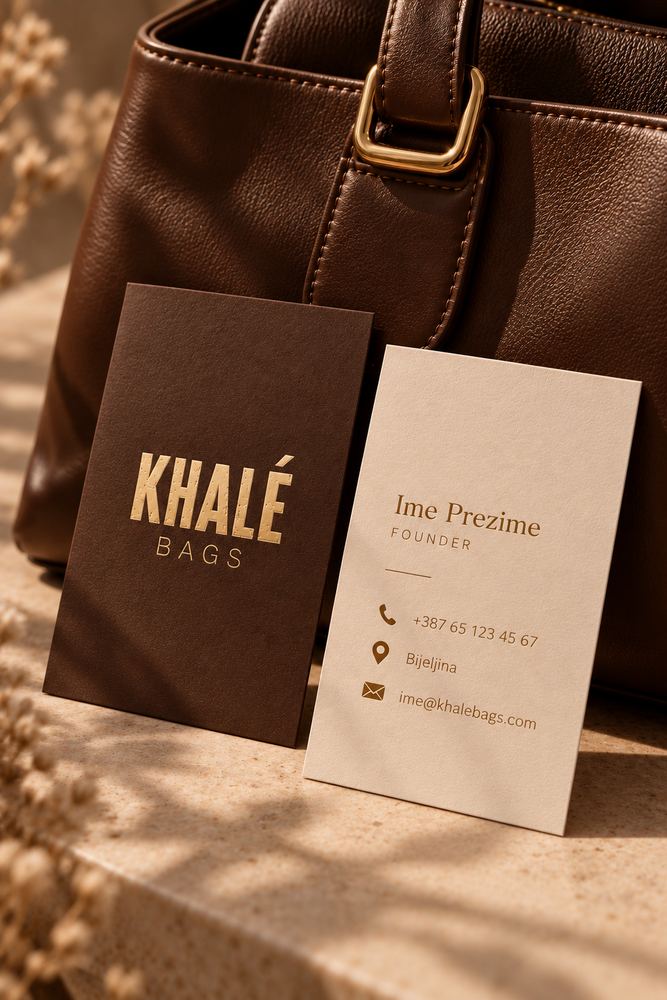 KHALÉ
BAGS
Ime Prezime
FOUNDER
+387 65 123 45 67
Bijeljina
ime@khalebags.com